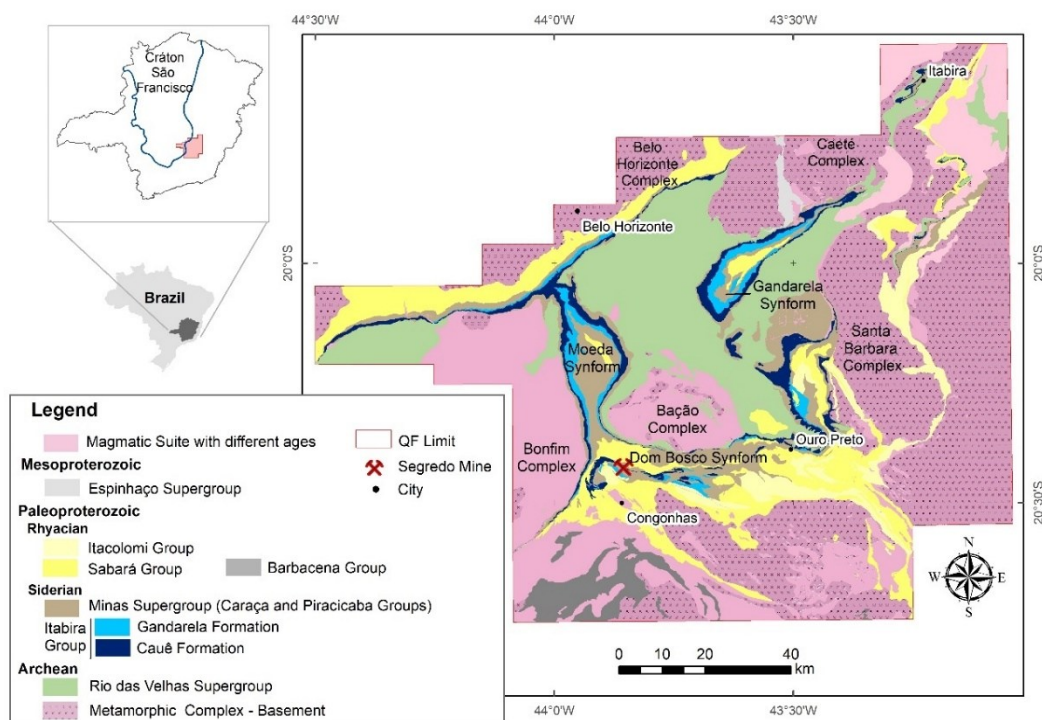 44°30'W
44°0'W
43°30'W
Cráton
São
Francisco
Brazil
Itabira
Belo
Horizonte
Complex
Caeté
Complex
Belo Horizonte
20°0'S
20°0'S
Gandarela
Synform
Moeda
Synform
Santa
Barbara
Complex
Bação
Complex
Ouro Preto
Bonfim
Complex
Dom Bosco Synform
20°30'S
20°30'S
Congonhas
N
W E
S
0 10 20 40
km
44°0'W
43°30'W
Legend
Magmatic Suite with different ages
Mesoproterozoic
Espinhaço Supergroup
Paleoproterozoic
Rhyacian
Itacolomi Group
Sabará Group
Barbacena Group
Siderian
Minas Supergroup (Caraça and Piracicaba Groups)
Itabira
Group
Gandarela Formation
Cauê Formation
Archean
Rio das Velhas Supergroup
Metamorphic Complex - Basement
QF Limit
Segredo Mine
City